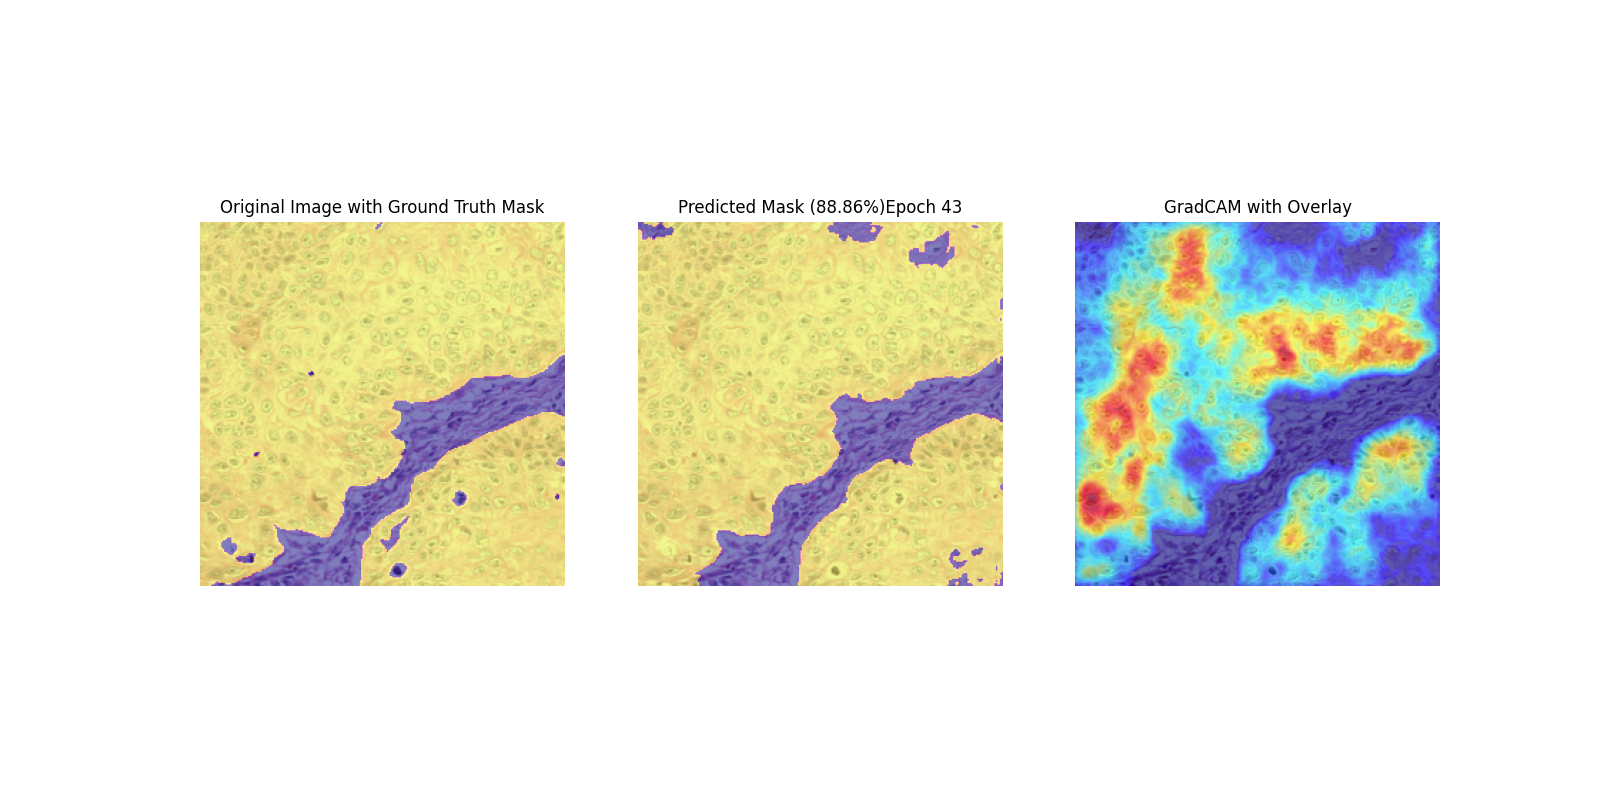 Original Image with Ground Truth Mask
Predicted Mask (88.86%)Epoch 43
GradCAM with Overlay